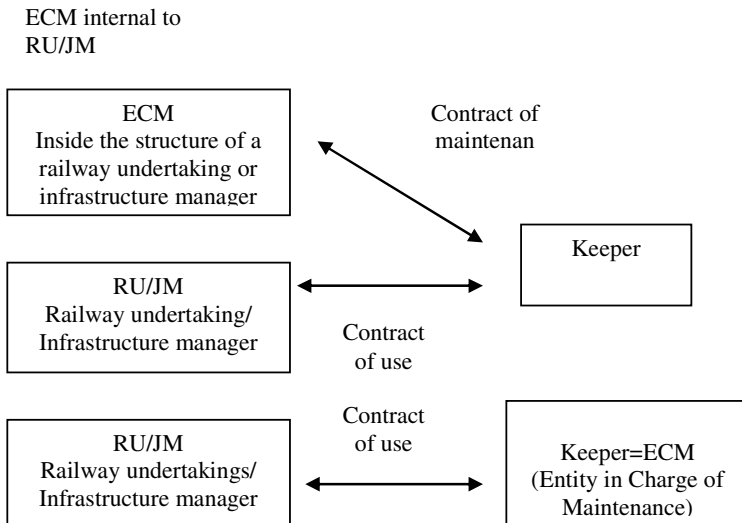 ECM internal to
RU/JM
ECM
Inside the structure of a
railway undertaking or
infrastructure manager
Contract of
maintenan
Keeper
RU/JM
Railway undertaking/
Infrastructure manager
Contract
of use
RU/JM
Railway undertakings/
Infrastructure manager
Contract
of use
Keeper=ECM
(Entity in Charge of
Maintenance)